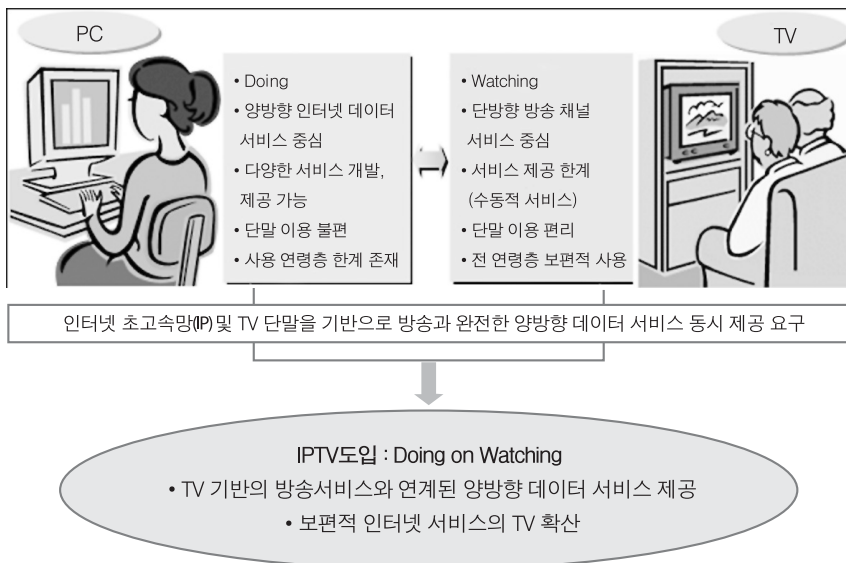 PC
TV
• Doing
• 양방향 인터넷 데이터
서비스 중심
• 다양한 서비스 개발,
제공 가능
• 단말 이용 불편
• 사용 연령층 한계 존재
• Watching
• 단방향 방송 채널
서비스 중심
• 서비스 제공 한계
(수동적 서비스)
• 단말 이용 편리
• 전 연령층 보편적 사용
인터넷 초고속망(IP) 및 TV 단말을 기반으로 방송과 완전한 양방향 데이터 서비스 동시 제공 요구
IPTV도입 : Doing on Watching
• TV 기반의 방송서비스와 연계된 양방향 데이터 서비스 제공
• 보편적 인터넷 서비스의 TV 확산